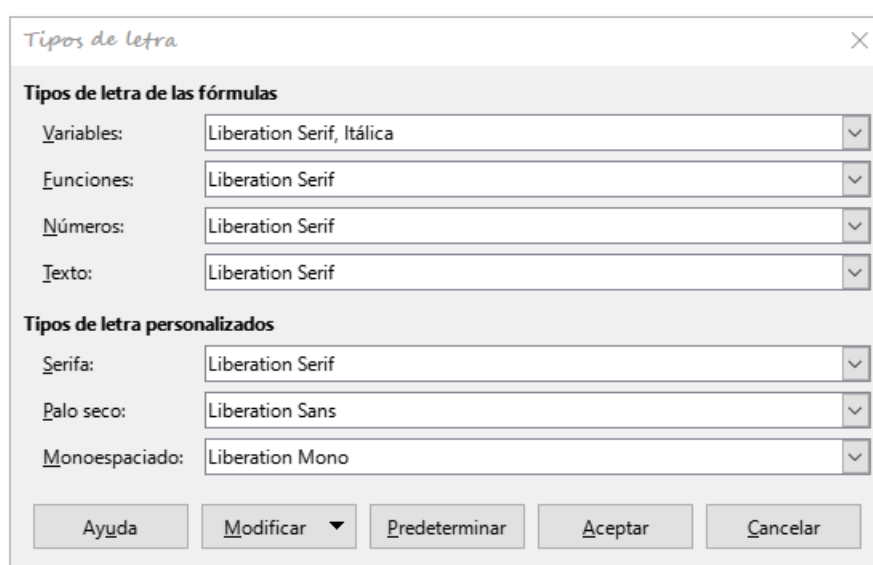 Tipos de letra
Tipos de letra de las fórmulas
Variables: Liberation Serif, Itálica
Funciones: Liberation Serif
Números: Liberation Serif
Texto: Liberation Serif
Tipos de letra personalizados
Serifa: Liberation Serif
Palo seco: Liberation Sans
Monoespaciado: Liberation Mono
Ayuda Modificar Predeterminar Aceptar Cancelar